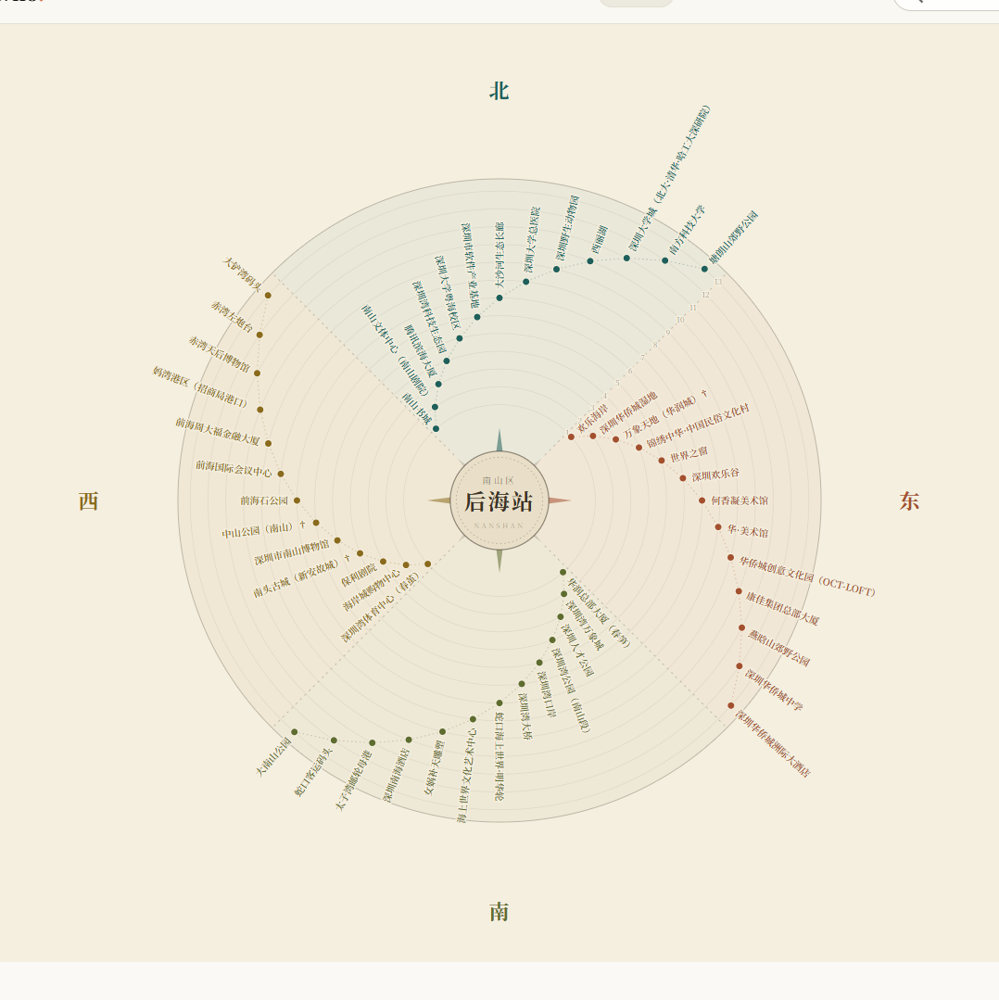 北
南山书城
南山文体中心（南山剧院）
腾讯滨海大厦
深圳湾科技生态园
深圳大学粤海校区
深圳市软件产业基地
大沙河生态长廊
深圳大学总医院
深圳野生动物园
西丽湖
深圳大学城（北大·清华·哈工大深研院）
南方科技大学
塘朗山郊野公园
13
12
11
10
9
8
7
6
5
4
3
欢乐海岸
深圳华侨城湿地
万象天地（华润城）†
锦绣中华·中国民俗文化村
世界之窗
深圳欢乐谷
何香凝美术馆
华·美术馆
华侨城创意文化园（OCT-LOFT）
康佳集团总部大厦
燕晗山郊野公园
深圳华侨城中学
深圳华侨城洲际大酒店
东
南山区
后海站
NANSHAN
西
大铲湾码头
赤湾左炮台
赤湾天后博物馆
妈湾港区（招商局港口）
前海周大福金融大厦
前海国际会议中心
前海石公园
中山公园（南山）†
深圳市南山博物馆
南头古城（新安故城）†
保利剧院
海岸城购物中心
深圳湾体育中心（春茧）
华润总部大厦（春笋）
深圳湾万象城
深圳人才公园
深圳湾公园（南山段）
深圳湾口岸
深圳湾大桥
蛇口海上世界·明华轮
海上世界文化艺术中心
女娲补天雕塑
深圳南海酒店
太子湾邮轮母港
蛇口客运码头
大南山公园
南